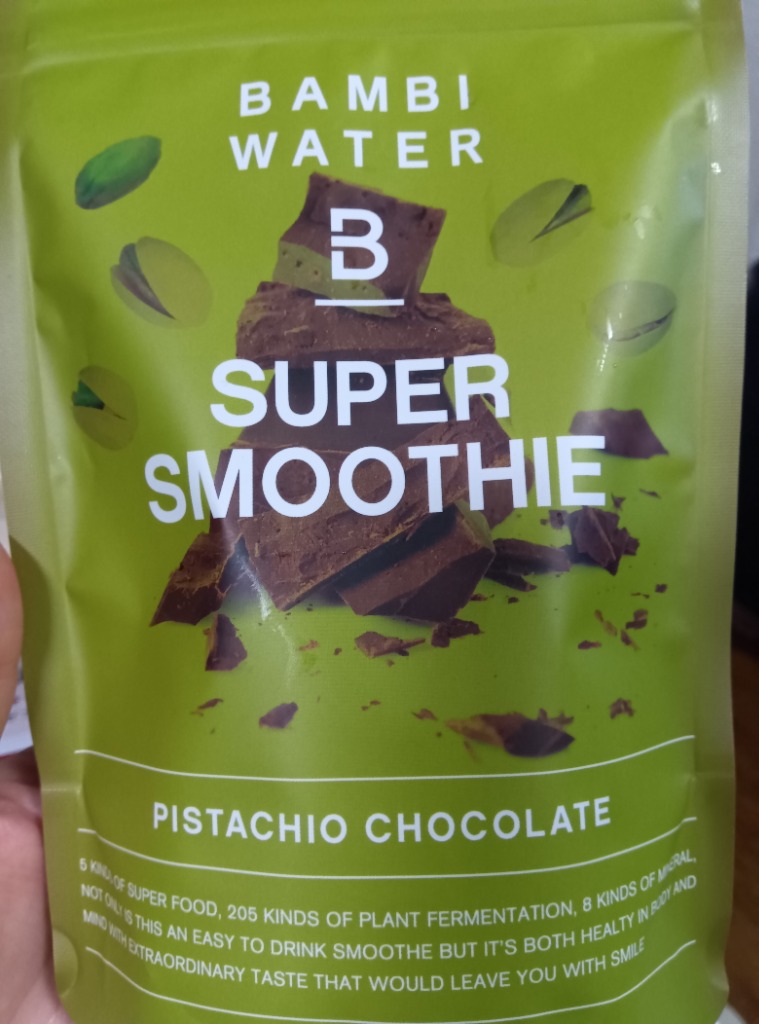 BAMBI
WATER
B
SUPER
SMOOTHIE
PISTACHIO CHOCOLATE
5 KINDS OF SUPER FOOD, 205 KINDS OF PLANT FERMENTATION, 8 KINDS OF MINERAL,
NOT ONLY IS THIS AN EASY TO DRINK SMOOTHE BUT IT'S BOTH HEALTY IN BODY AND
MIND WITH EXTRAORDINARY TASTE THAT WOULD LEAVE YOU WITH SMILE